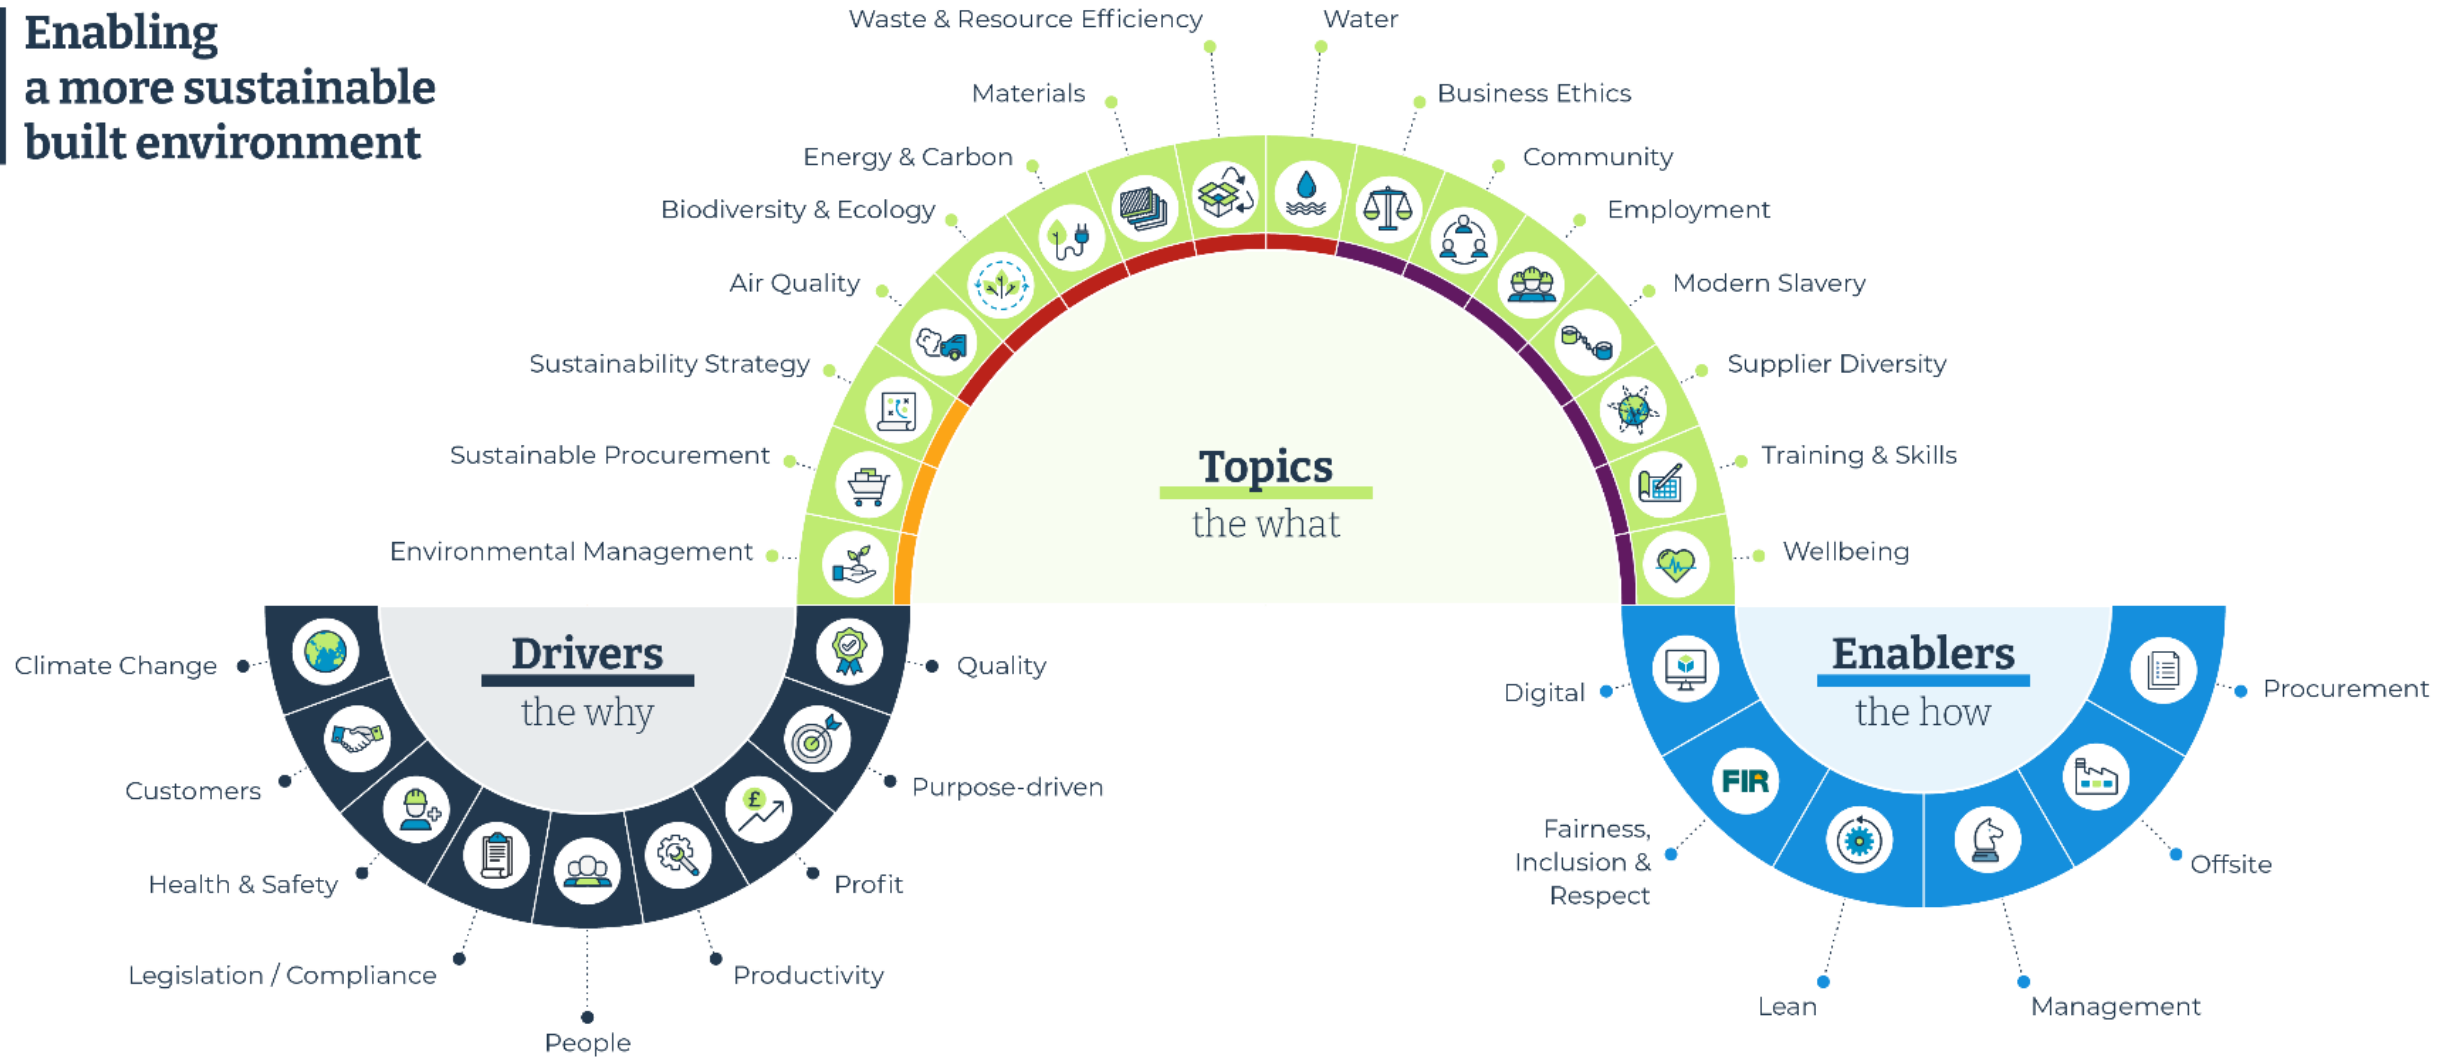 Enabling
a more sustainable
built environment
Waste & Resource Efficiency
Water
Materials
Business Ethics
Energy & Carbon
Community
Biodiversity & Ecology
Employment
Air Quality
Modern Slavery
Sustainability Strategy
Supplier Diversity
Sustainable Procurement
Training & Skills
Environmental Management
Wellbeing
Topics
the what
Drivers
the why
Climate Change
Quality
Customers
Purpose-driven
Health & Safety
Profit
Legislation / Compliance
Productivity
People
£
Enablers
the how
Digital
Procurement
FIR
Fairness,
Inclusion &
Respect
Offsite
Lean
Management